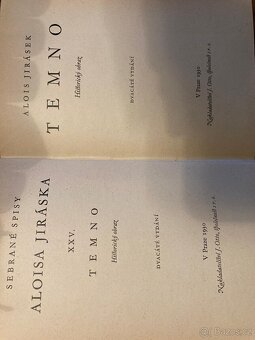 SEBRANÉ SPISY
ALOISA JIRÁSKA
XXV.
TEMNO
Historický obraz
DVACÁTÉ VYDÁNÍ
V Praze 1930
Nakladatelství J. Otto, společnost s r. o.
ALOIS JIRÁSEK
TEMNO
Historický obraz
DVACÁTÉ VYDÁNÍ
V Praze 1930
Nakladatelství J. Otto, společnost s r. o.